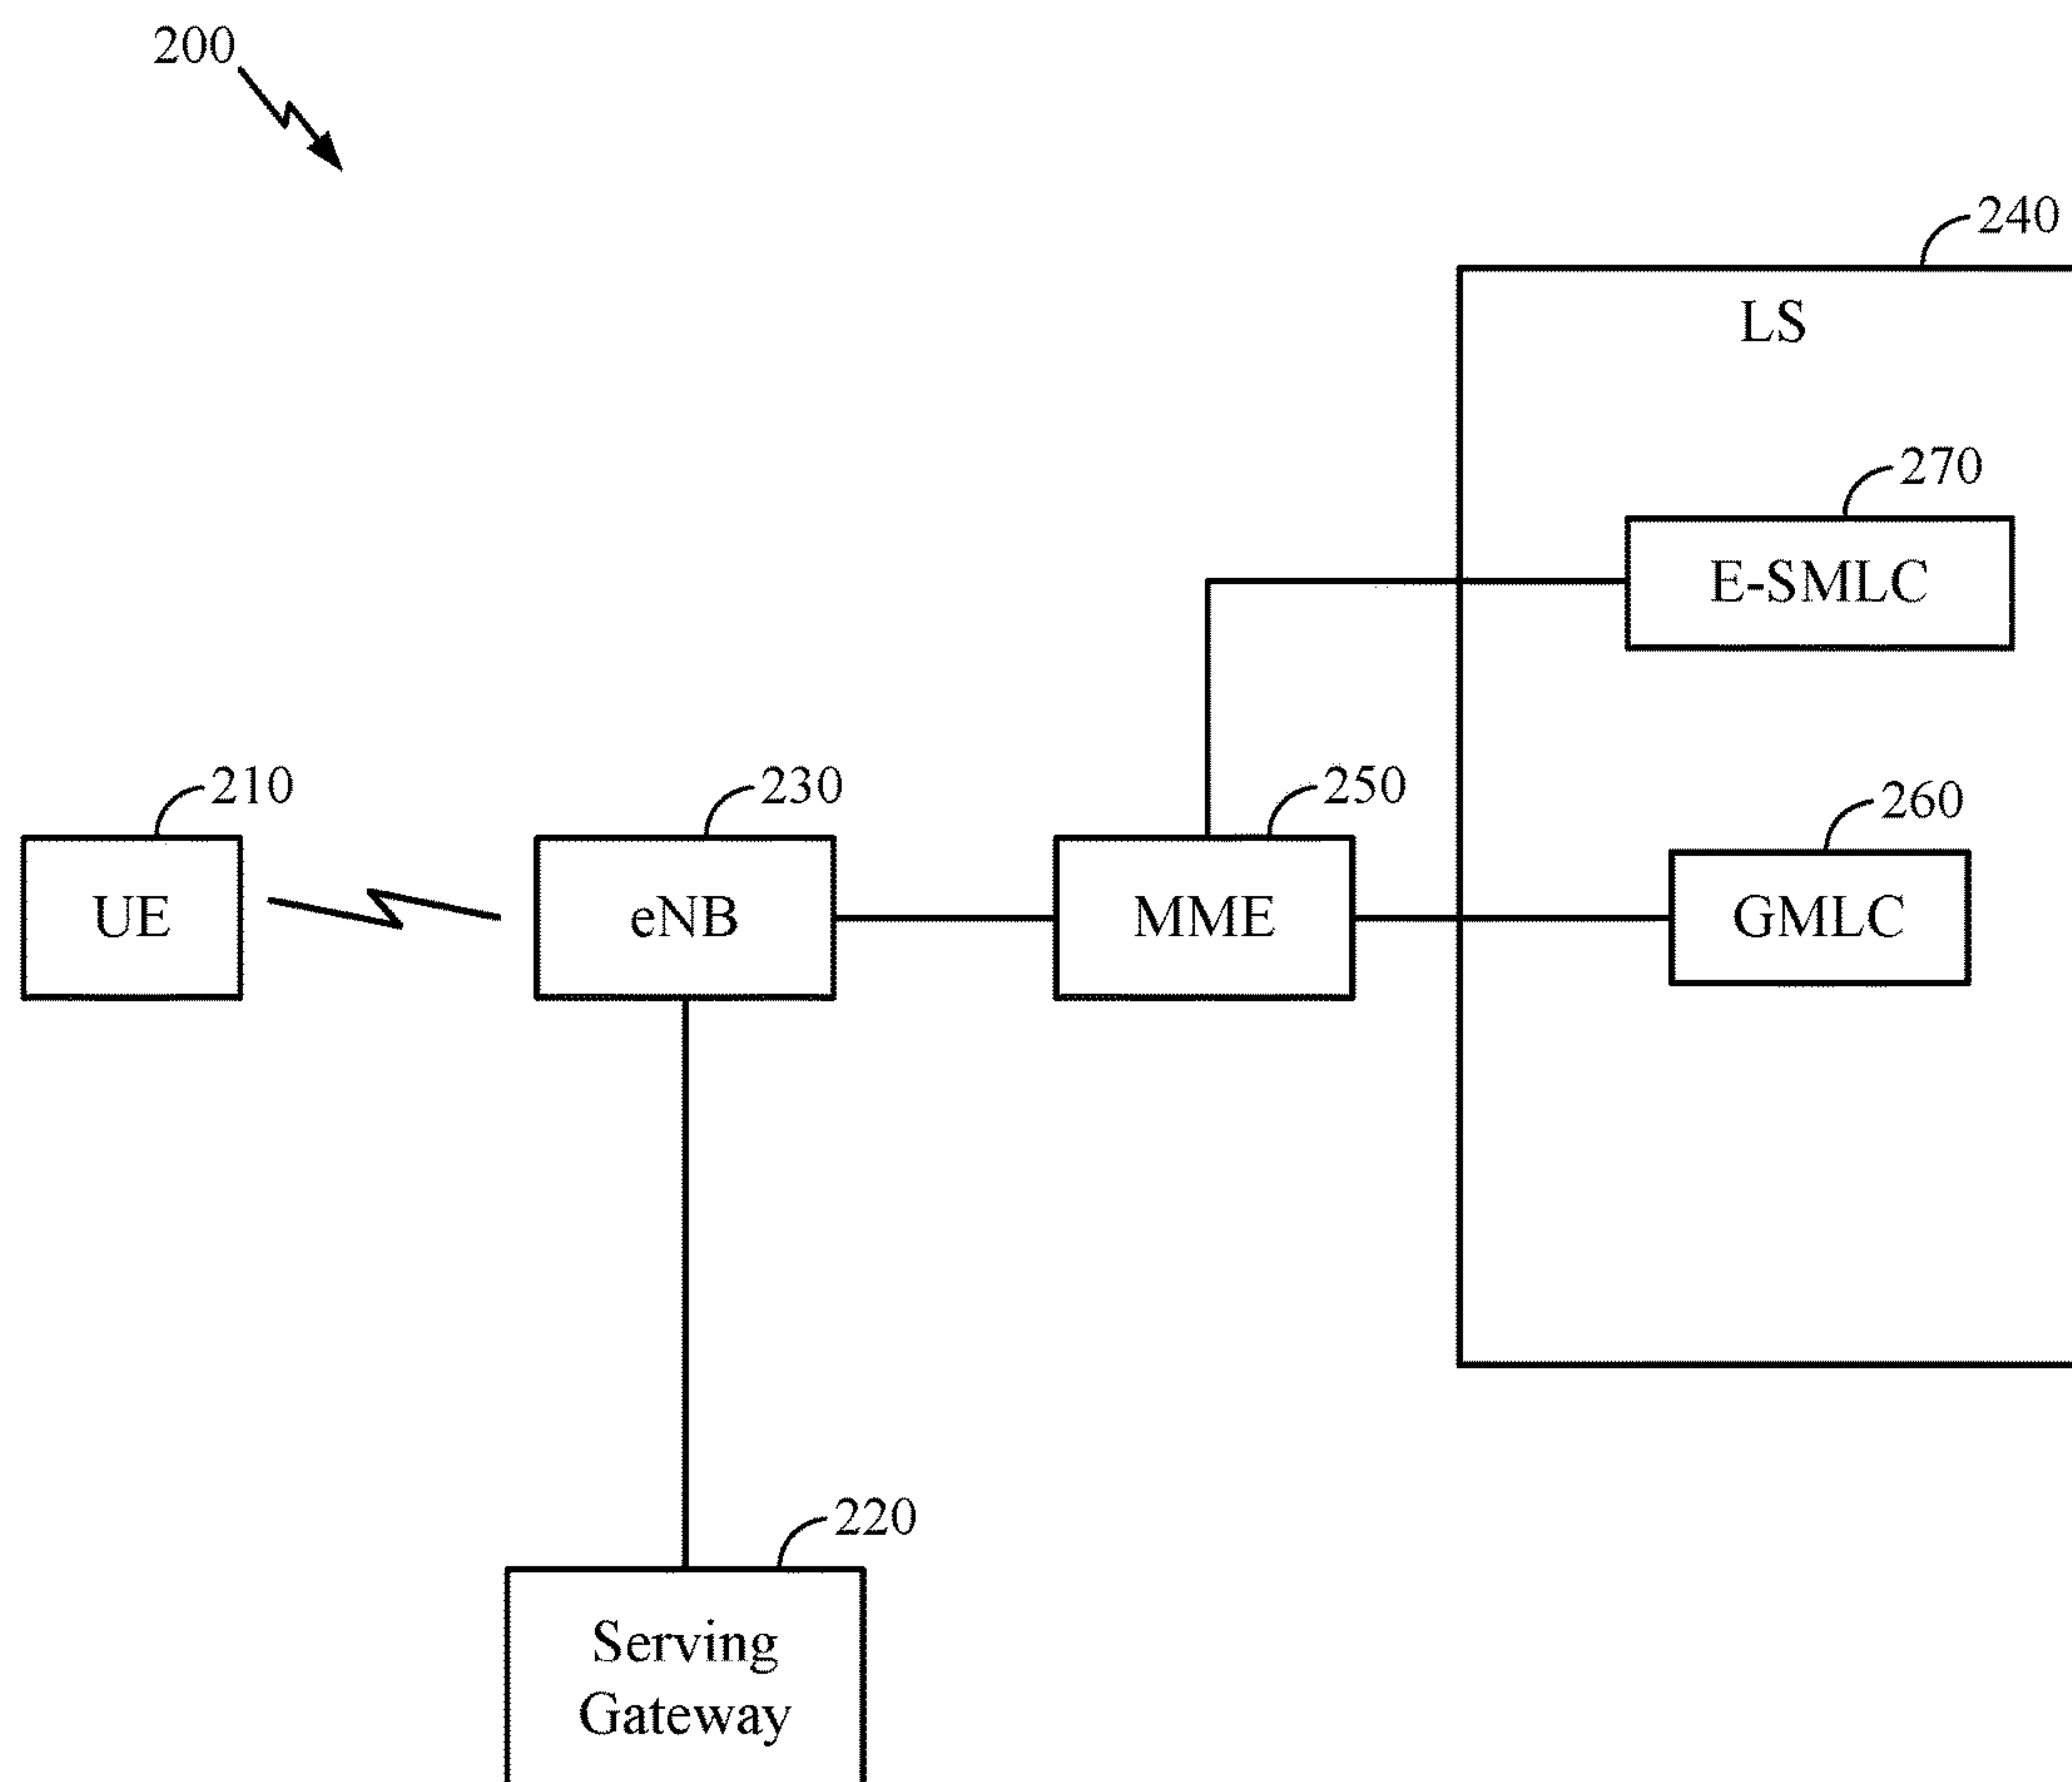 200
240
LS
270
E-SMLC
210
230
250
260
UE
eNB
MME
GMLC
220
Serving
Gateway